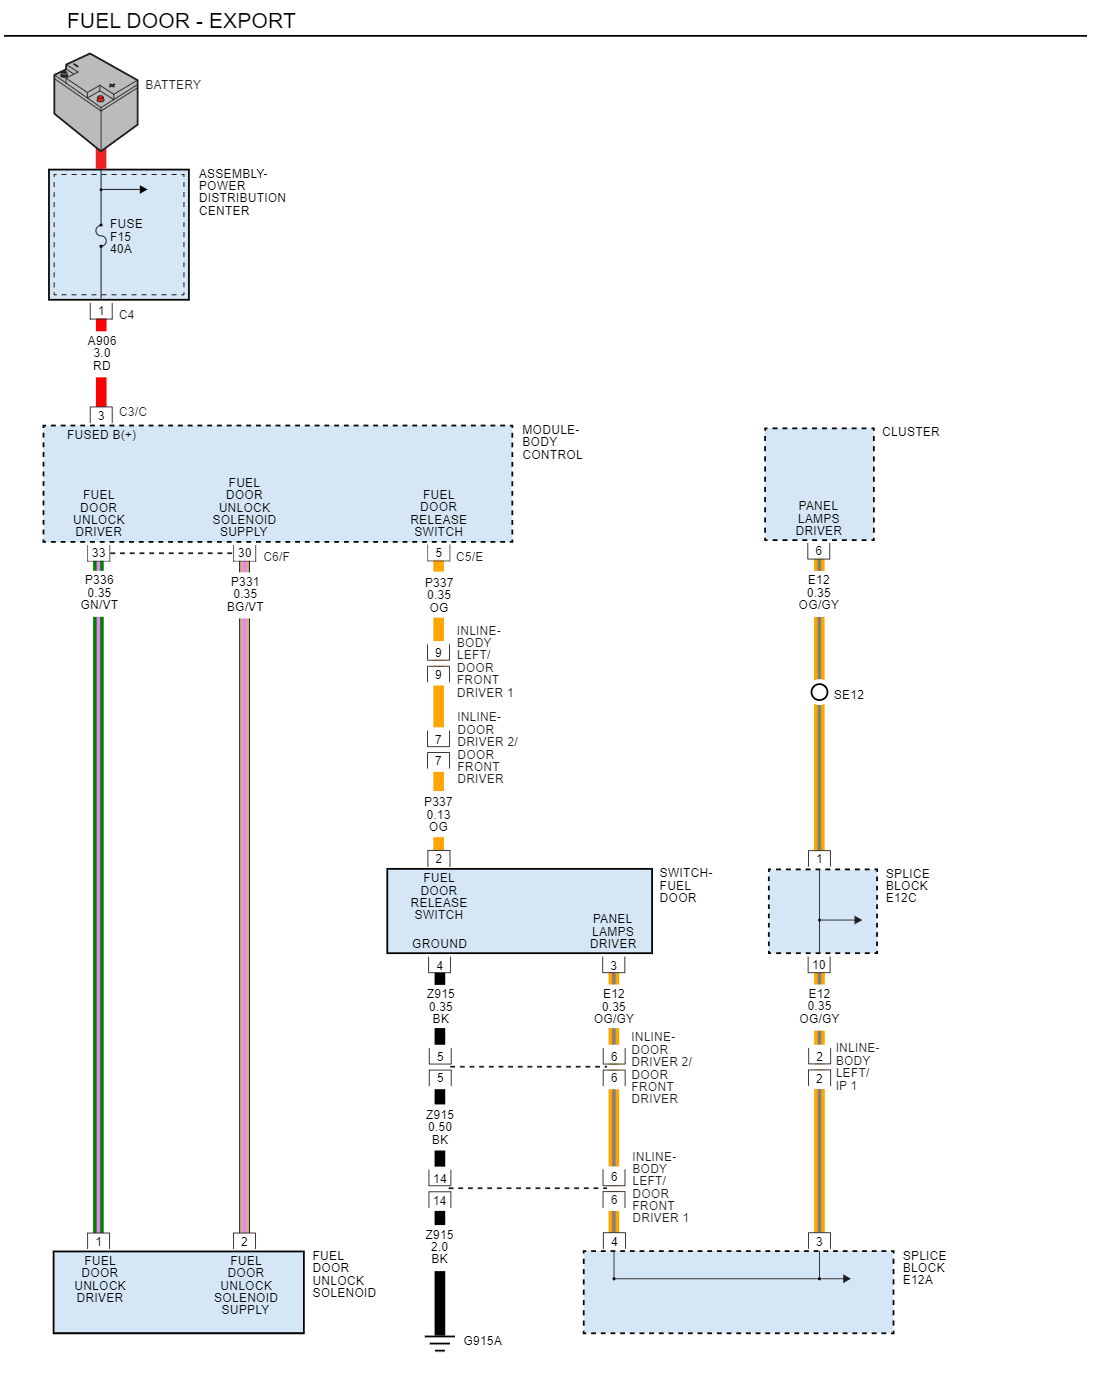 FUEL DOOR - EXPORT
BATTERY
ASSEMBLY-
POWER
DISTRIBUTION
CENTER
FUSE
F15
40A
1
C4
A906
3.0
RD
3
C3/C
FUSED B(+)
MODULE-
BODY
CONTROL
FUEL
DOOR
UNLOCK
DRIVER
FUEL
DOOR
UNLOCK
SOLENOID
SUPPLY
FUEL
DOOR
RELEASE
SWITCH
CLUSTER
PANEL
LAMPS
DRIVER
33
30
C6/F
5
C5/E
6
P336
0.35
GN/VT
P331
0.35
BG/VT
P337
0.35
OG
E12
0.35
OG/GY
INLINE-
BODY
LEFT/
DOOR
FRONT
DRIVER 1
9
9
SE12
INLINE-
DOOR
DRIVER 2/
DOOR
FRONT
DRIVER
7
7
P337
0.13
OG
2
1
FUEL
DOOR
RELEASE
SWITCH
GROUND
PANEL
LAMPS
DRIVER
SWITCH-
FUEL
DOOR
SPLICE
BLOCK
E12C
4
3
10
Z915
0.35
BK
E12
0.35
OG/GY
E12
0.35
OG/GY
5
5
6
6
INLINE-
DOOR
DRIVER 2/
DOOR
FRONT
DRIVER
2
2
INLINE-
BODY
LEFT/
IP 1
Z915
0.50
BK
14
14
6
6
INLINE-
BODY
LEFT/
DOOR
FRONT
DRIVER 1
Z915
2.0
BK
1
2
4
3
FUEL
DOOR
UNLOCK
DRIVER
FUEL
DOOR
UNLOCK
SOLENOID
SUPPLY
FUEL
DOOR
UNLOCK
SOLENOID
G915A
SPLICE
BLOCK
E12A